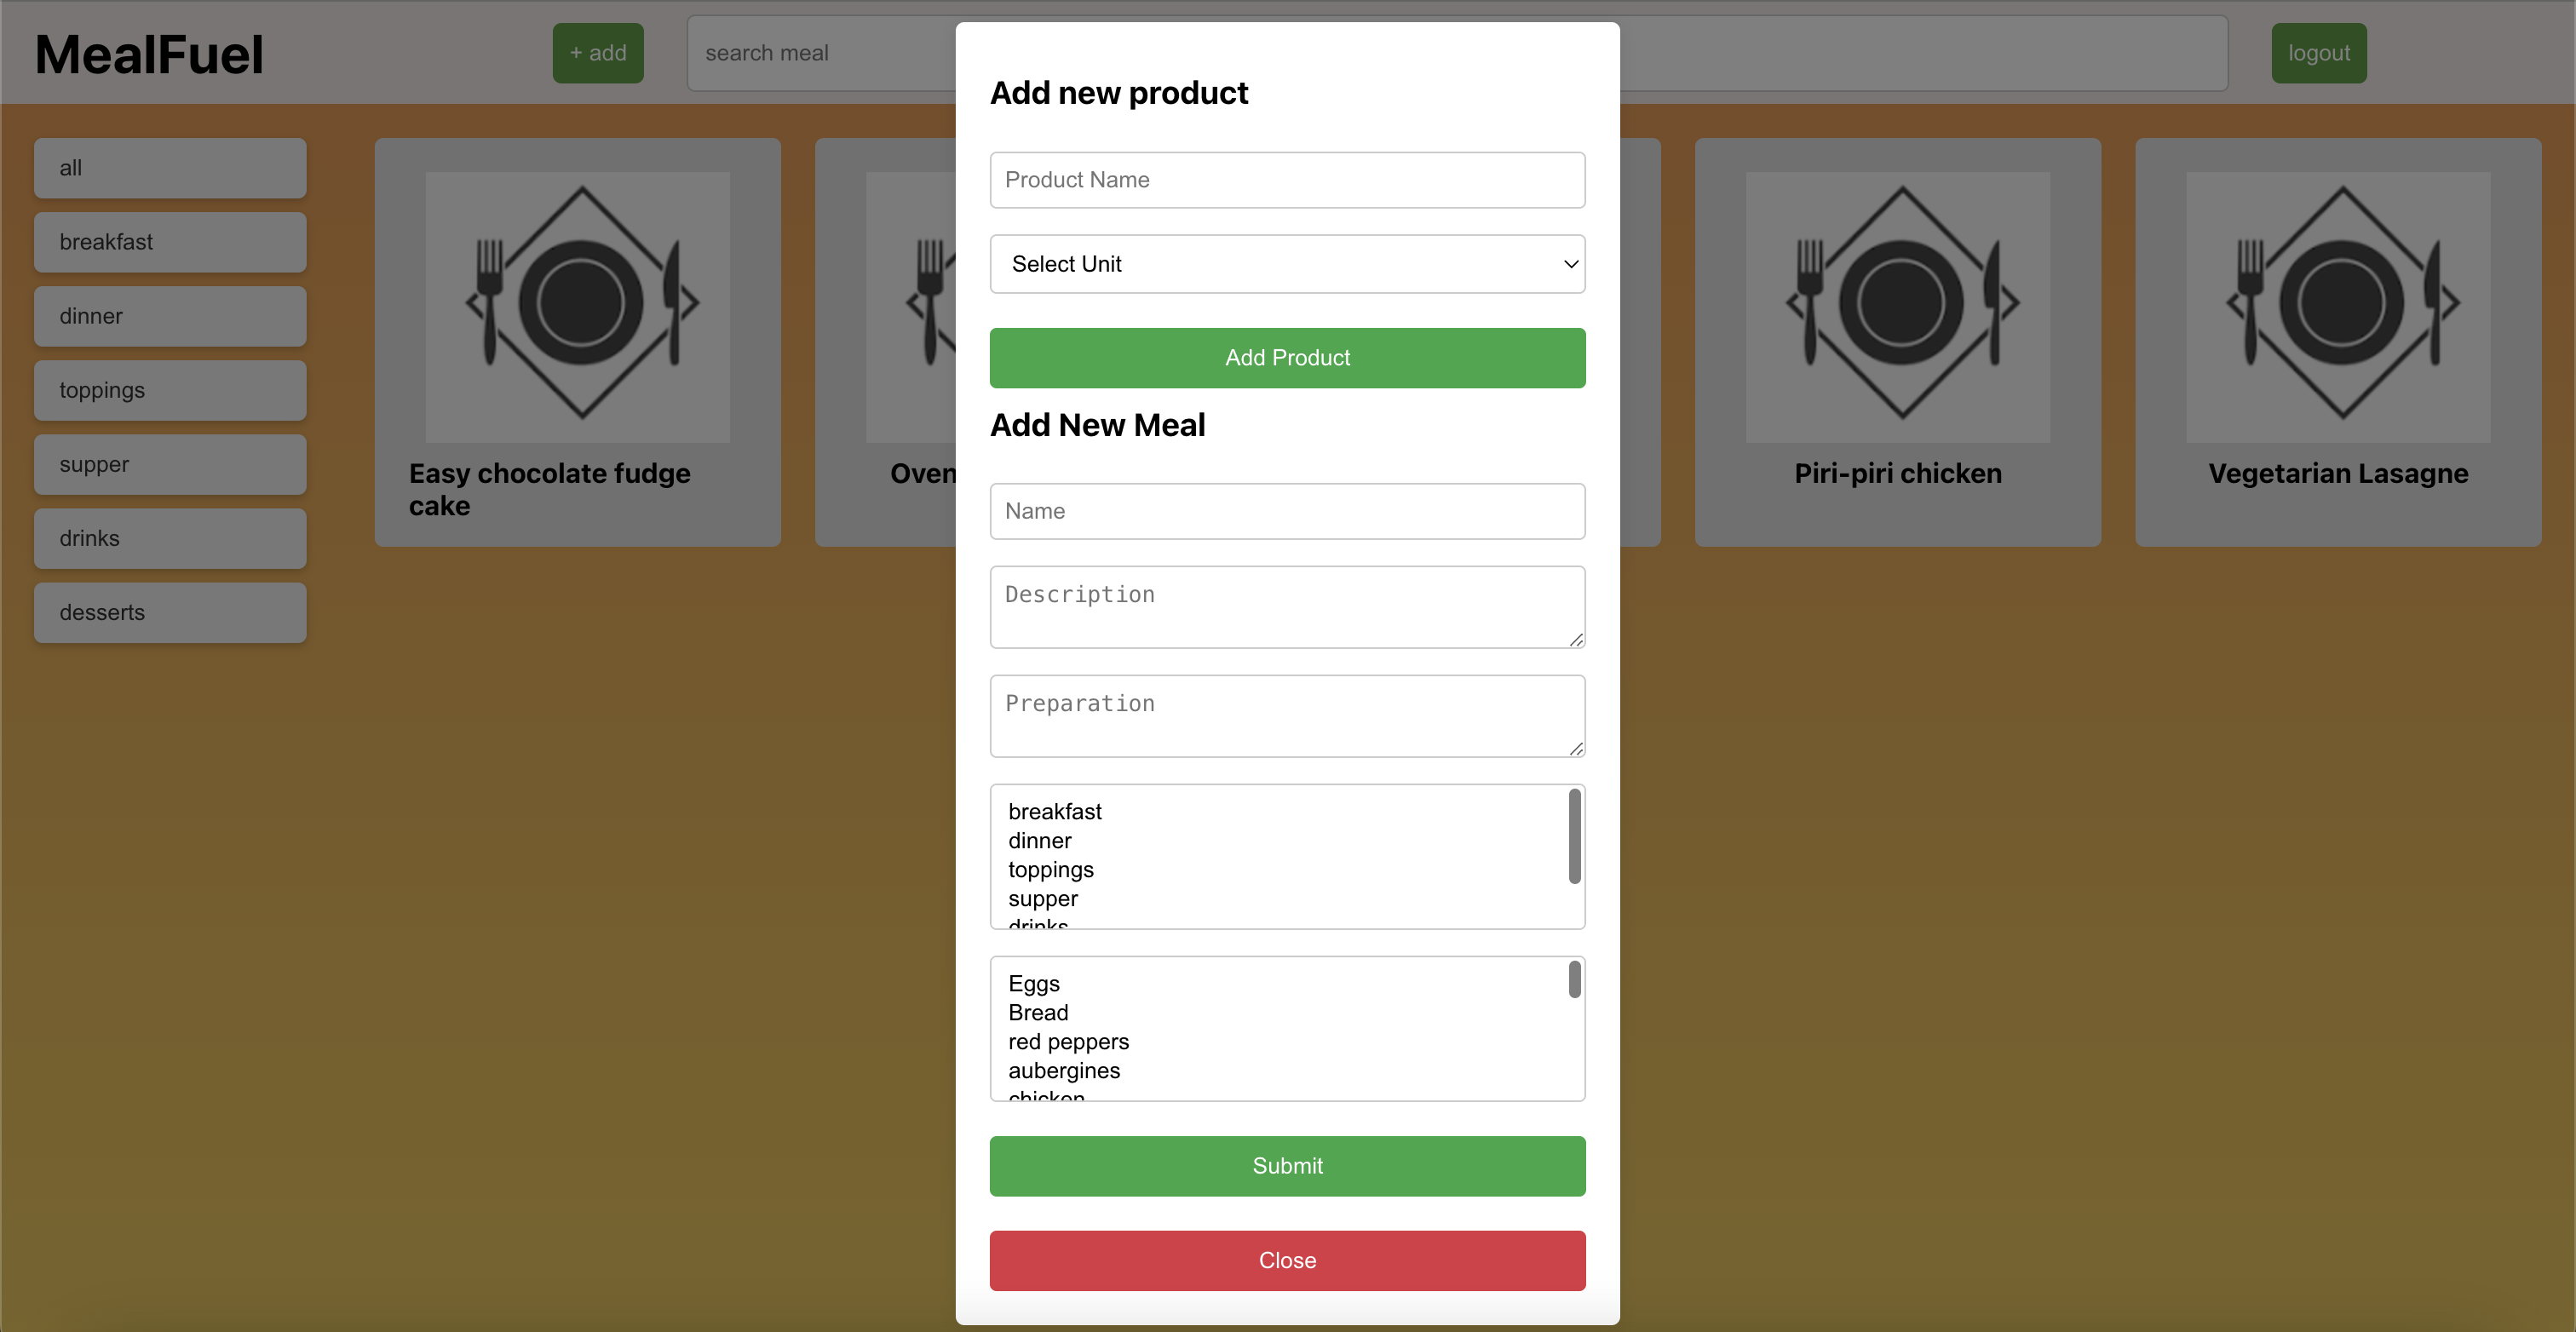 MealFuel
+ add
search meal
logout
all
breakfast
dinner
toppings
supper
drinks
desserts
Easy chocolate fudge
cake
Oven
Piri-piri chicken
Vegetarian Lasagne
Add new product
Product Name
Select Unit
Add Product
Add New Meal
Name
Description
Preparation
breakfast
dinner
toppings
supper
drinks
Eggs
Bread
red peppers
aubergines
chicken
Submit
Close